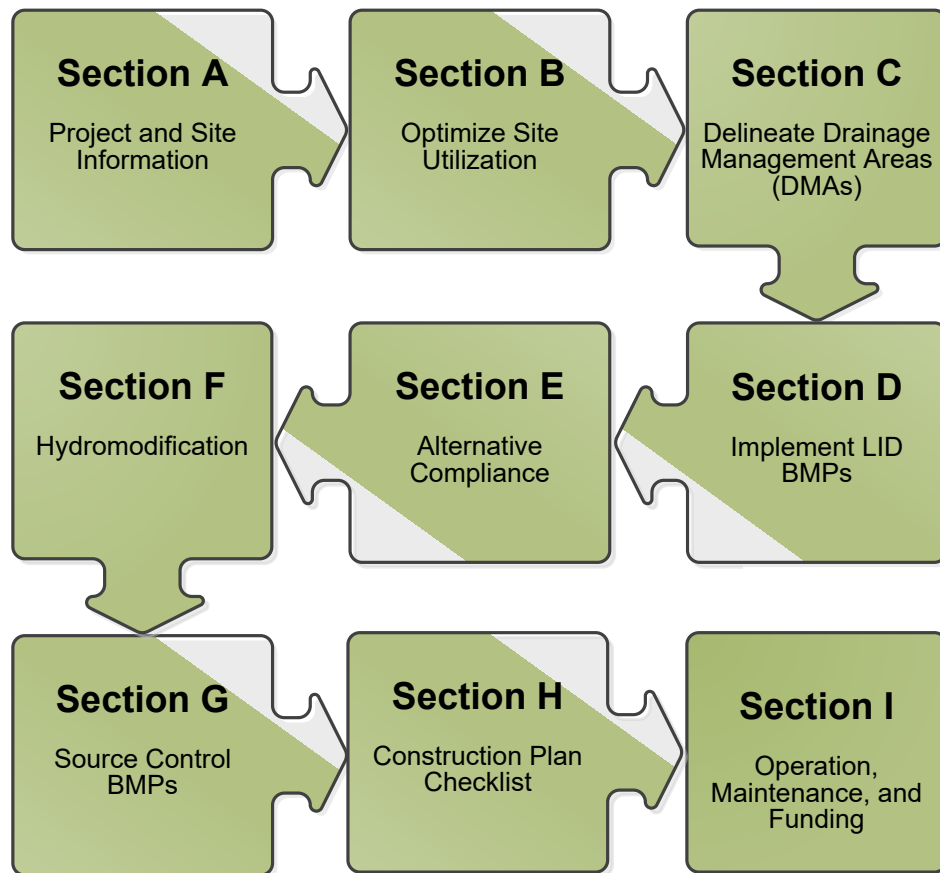 Section A
Project and Site
Information
Section B
Optimize Site
Utilization
Section C
Delineate Drainage
Management Areas
(DMAs)
Section D
Implement LID
BMPs
Section E
Alternative
Compliance
Section F
Hydromodification
Section G
Source Control
BMPs
Section H
Construction Plan
Checklist
Section I
Operation,
Maintenance, and
Funding